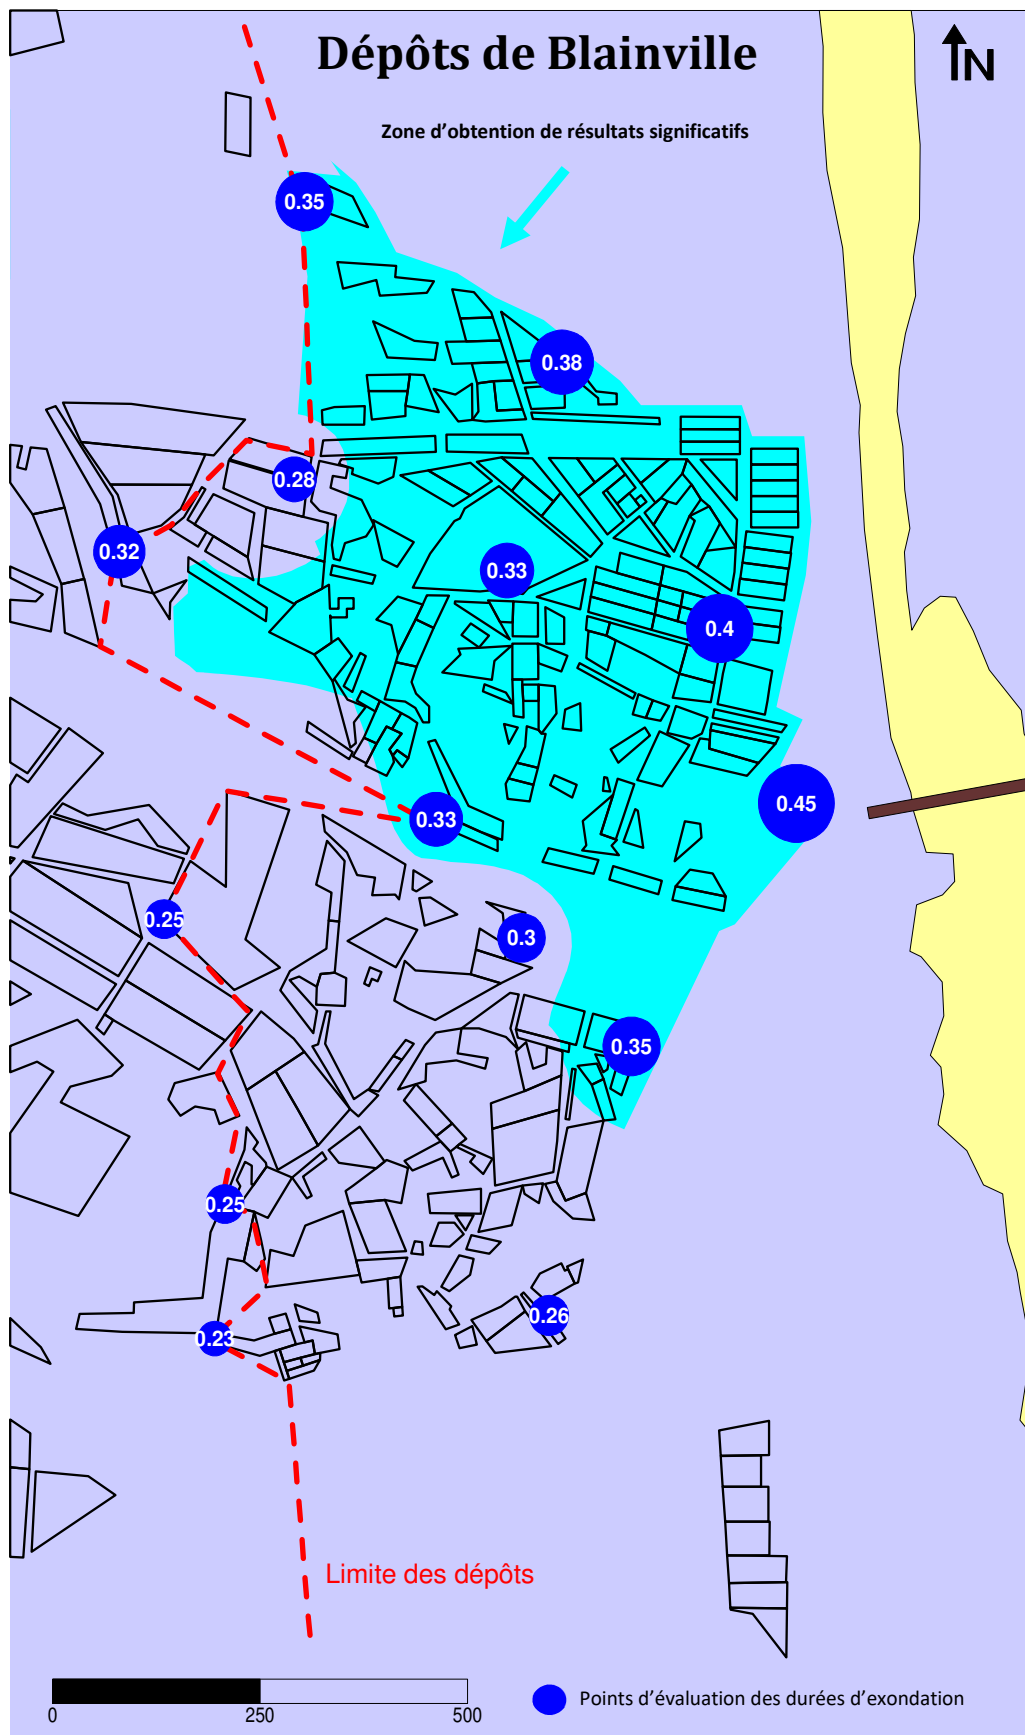 Dépôts de Blainville
N
Zone d’obtention de résultats significatifs
0.35
0.38
0.28
0.32
0.33
0.4
0.45
0.33
0.25
0.3
0.35
0.25
0.26
0.23
Limite des dépôts
Points d’évaluation des durées d’exondation
0 250 500